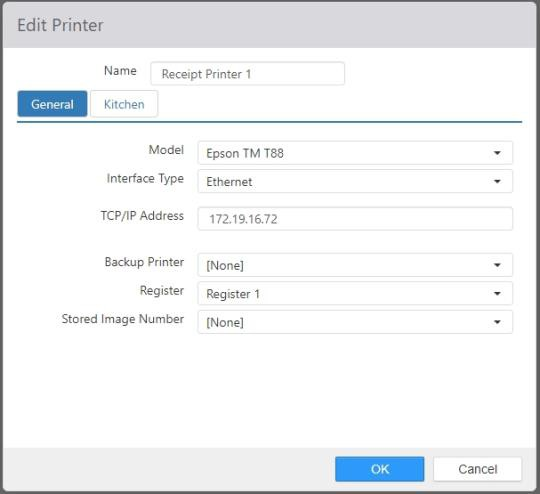 Edit Printer
Name Receipt Printer 1
General Kitchen
Model Epson TM T88
Interface Type Ethernet
TCP/IP Address 172.19.16.72
Backup Printer [None]
Register Register 1
Stored Image Number [None]
OK Cancel